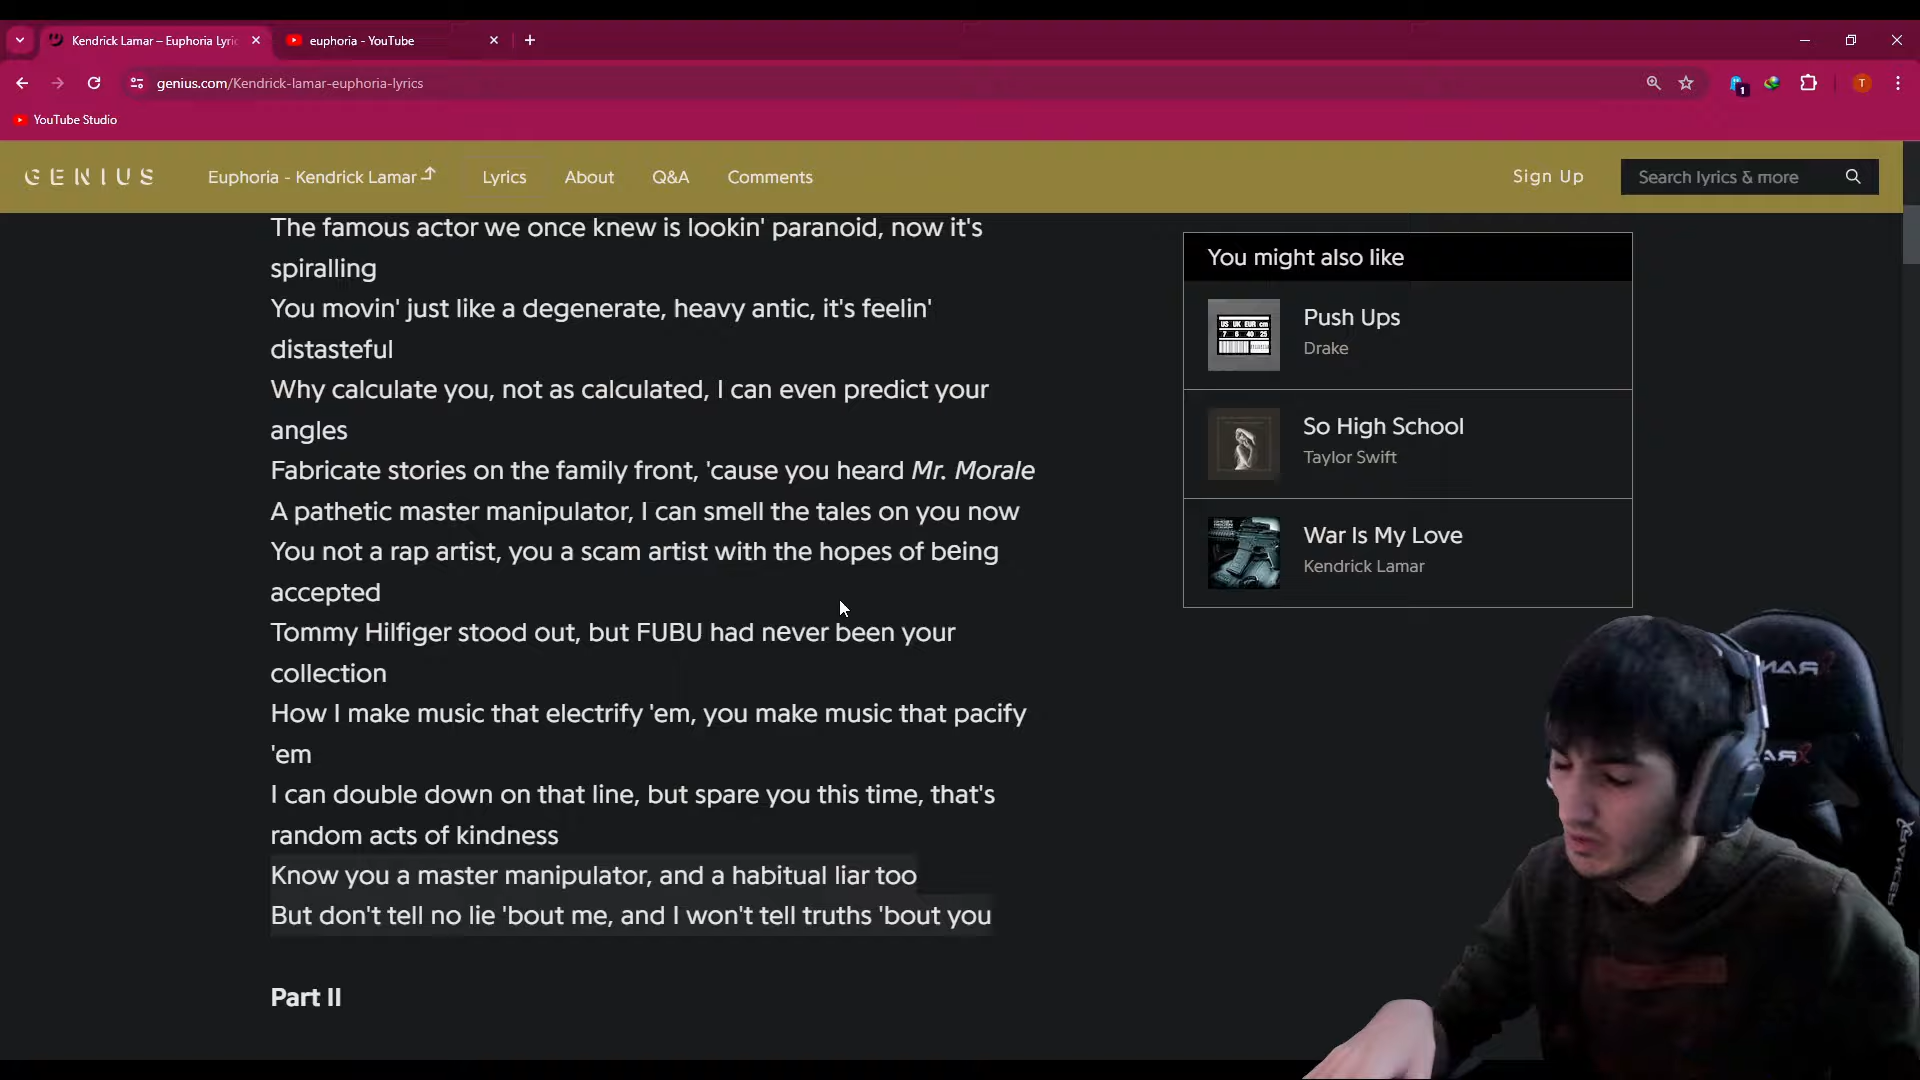 Kendrick Lamar – Euphoria Lyric
euphoria - YouTube
genius.com/Kendrick-lamar-euphoria-lyrics
1
T
YouTube Studio
GENIUS
Euphoria - Kendrick Lamar
Lyrics
About
Q&A
Comments
Sign Up
Search lyrics & more
The famous actor we once knew is lookin' paranoid, now it's
spiralling
You movin' just like a degenerate, heavy antic, it's feelin'
distasteful
Why calculate you, not as calculated, I can even predict your
angles
Fabricate stories on the family front, 'cause you heard Mr. Morale
A pathetic master manipulator, I can smell the tales on you now
You not a rap artist, you a scam artist with the hopes of being
accepted
Tommy Hilfiger stood out, but FUBU had never been your
collection
How I make music that electrify 'em, you make music that pacify
'em
I can double down on that line, but spare you this time, that's
random acts of kindness
Know you a master manipulator, and a habitual liar too
But don't tell no lie 'bout me, and I won't tell truths 'bout you
Part II
You might also like
US UK EUR cm
7 6 40 25
Push Ups
Drake
So High School
Taylor Swift
War Is My Love
Kendrick Lamar